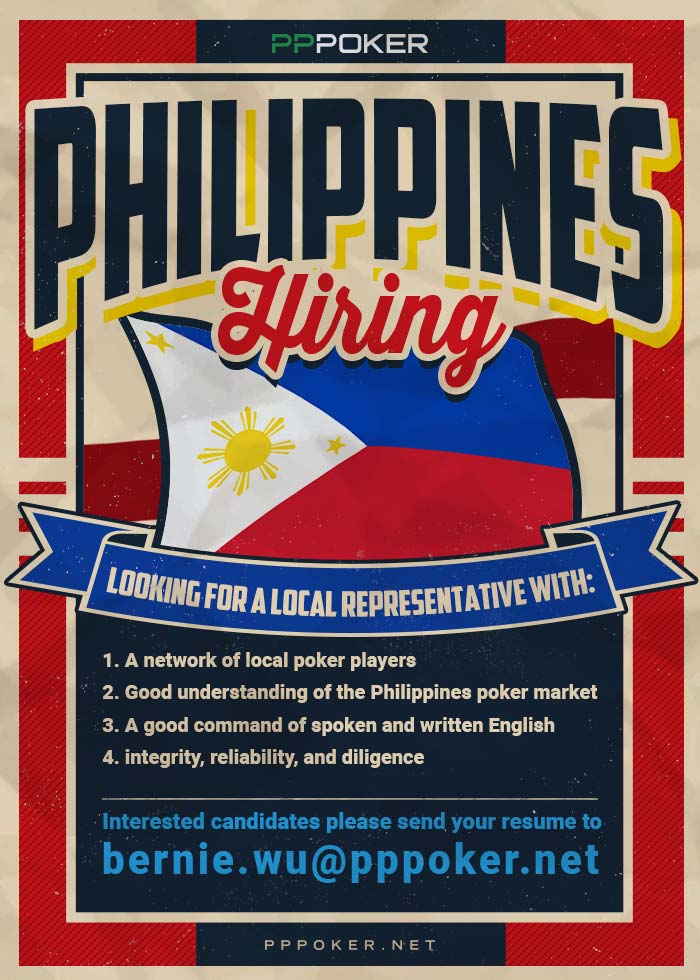 PPPOKER
PHILIPPINES
Hiring
LOOKING FOR A LOCAL REPRESENTATIVE WITH:
1. A network of local poker players
2. Good understanding of the Philippines poker market
3. A good command of spoken and written English
4. integrity, reliability, and diligence
Interested candidates please send your resume to
bernie.wu@pppoker.net
PPPOKER.NET